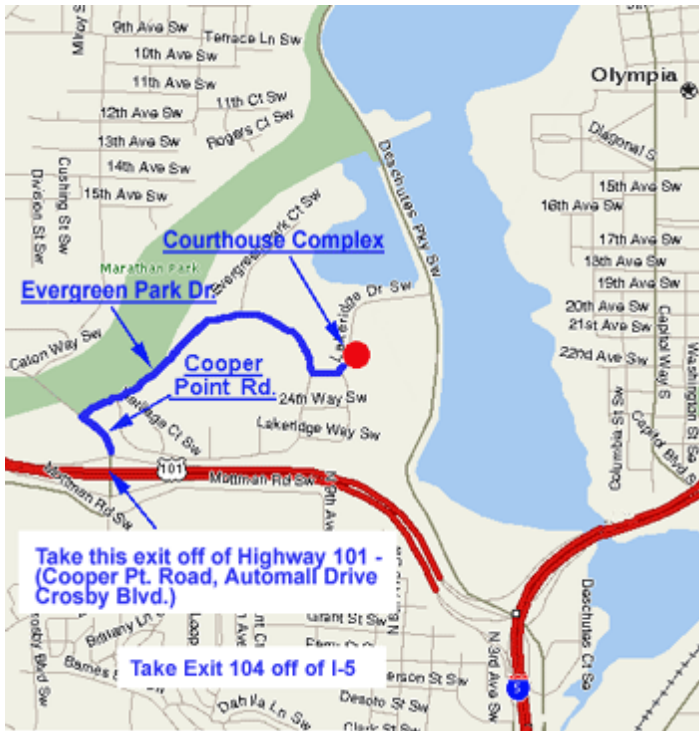 9th Ave Sw
Terrace Ln Sw
10th Ave Sw
11th Ave Sw
11th Ct Sw
12th Ave Sw
Rogers Ct Sw
13th Ave Sw
14th Ave Sw
15th Ave Sw
Cushing St Sw
Division St Sw
Olympia
Diagonal S
15th Ave Sw
16th Ave Sw
17th Ave Sw
18th Ave Sw
19th Ave Sw
20th Ave Sw
21st Ave Sw
22nd Ave Sw
Capitol Way S
Washington St Se
Columbia St Sw
Capitol Blvd S
Deschutes Pky Sw
Evergreen Park Ct Sw
Courthouse Complex
Marathan Park
Evergreen Park Dr.
Lakeridge Dr Sw
Caton Way Sw
Cooper
Point Rd.
24th Way Sw
Lakeridge Way Sw
101
Mottman Rd Sw
Mottman Rd Sw
Take this exit off of Highway 101 -
(Cooper Pt. Road, Automall Drive
Crosby Blvd.)
Take Exit 104 off of I-5
Crosby Blvd Sw
Brittany Ln Sw
Loop
Grant St Sw
N 3rd Ave Sw
Deschutes Ct Se
5
Dahlia Ln Sw
Desoto St Sw
Clark St Sw